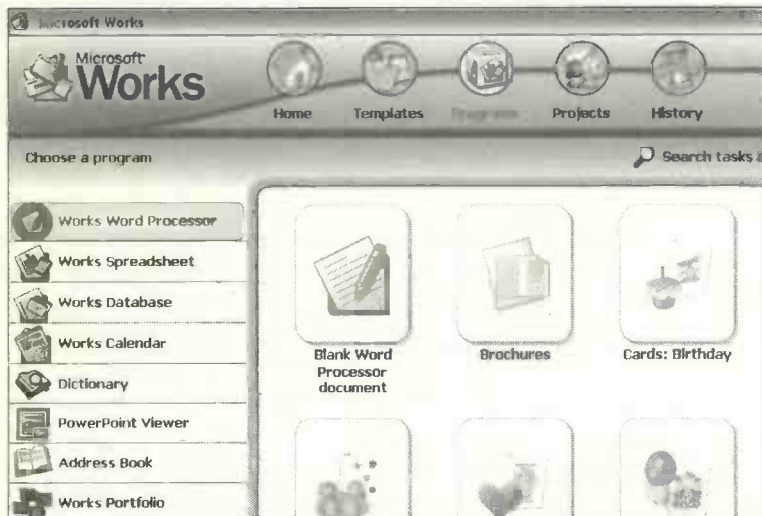 Microsoft Works
Microsoft
Works
Home
Templates
Programs
Projects
History
Choose a program
Search tasks
Works Word Processor
Works Spreadsheet
Works Database
Works Calendar
Dictionary
PowerPoint Viewer
Address Book
Works Portfolio
Blank Word
Processor
document
Brochures
Cards: Birthday